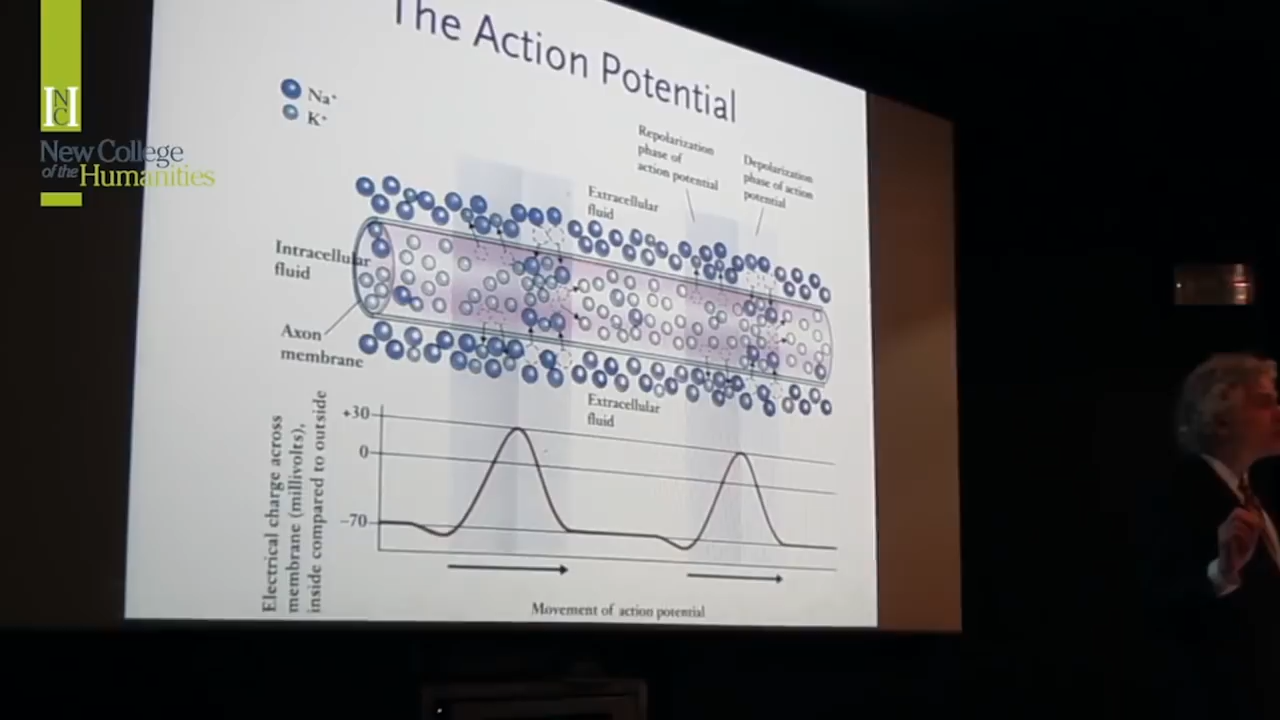 HNC
New College
of the Humanities
The Action Potential
Na+
K+
Repolarization
phase of
action potential
Depolarization
phase of action
potential
Extracellular
fluid
Intracellular
fluid
Axon
membrane
Extracellular
fluid
Electrical charge across
membrane (millivolts),
inside compared to outside
+30
0
-70
Movement of action potential